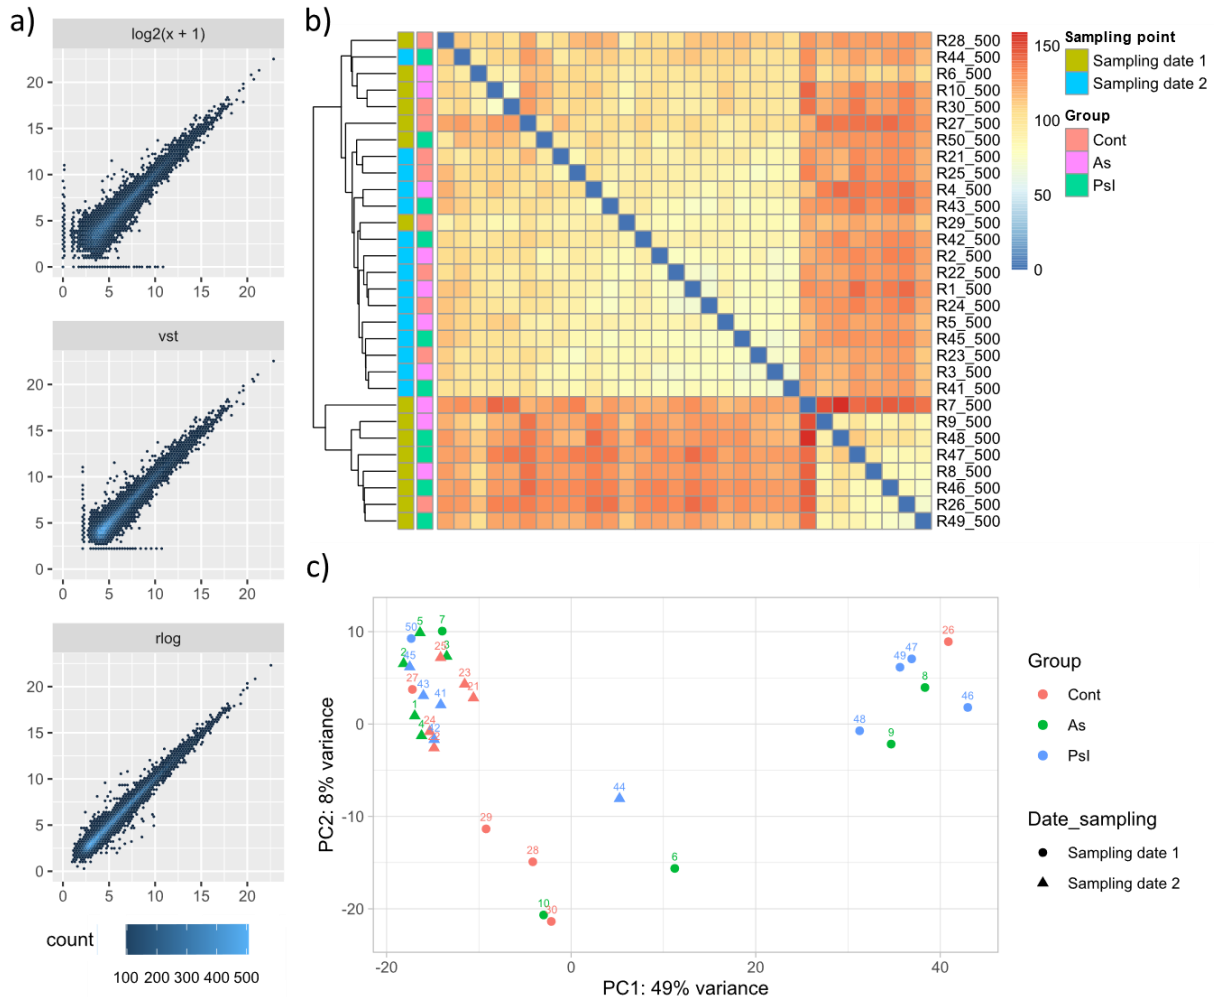 a)
log2(x + 1)
20
15
10
5
0
0 5 10 15 20
vst
20
15
10
5
0
0 5 10 15 20
rlog
20
15
10
5
0
0 5 10 15 20
count
100 200 300 400 500
b)
R28_500
R44_500
R6_500
R10_500
R30_500
R27_500
R50_500
R21_500
R25_500
R4_500
R43_500
R29_500
R42_500
R2_500
R22_500
R1_500
R24_500
R5_500
R45_500
R23_500
R3_500
R41_500
R7_500
R9_500
R48_500
R47_500
R8_500
R46_500
R26_500
R49_500
150
100
50
0
Sampling point
Sampling date 1
Sampling date 2
Group
Cont
As
Psl
c)
PC2: 8% variance
10
0
-10
-20
5
7
50
3
25
2
45
27
43
41
23
21
1
24
4
42
29
28
10
30
44
6
26
47
49
8
46
48
9
-20 0 20 40
PC1: 49% variance
Group
Cont
As
Psl
Date_sampling
Sampling date 1
Sampling date 2